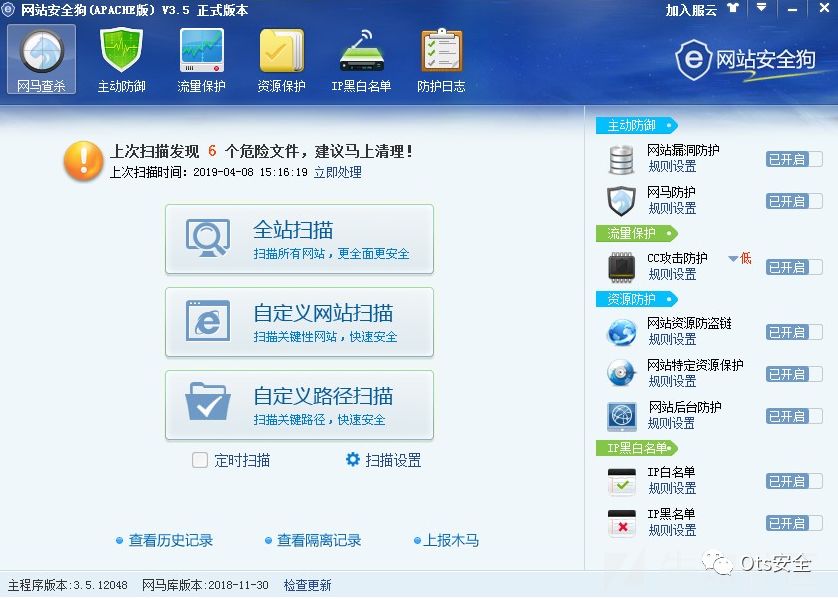 网站安全狗(APACHE版) V3.5 正式版本
加入服云
网马查杀
主动防御
流量保护
资源保护
IP黑白名单
防护日志
网站安全狗
上次扫描发现 6 个危险文件，建议马上清理！
上次扫描时间：2019-04-08 15:16:19 立即处理
全站扫描
扫描所有网站，更全面更安全
自定义网站扫描
扫描关键性网站，快速安全
自定义路径扫描
扫描关键路径，快速安全
定时扫描
扫描设置
查看历史记录
查看隔离记录
上报木马
主动防御
网站漏洞防护
规则设置
已开启
网马防护
规则设置
已开启
流量保护
CC攻击防护
低
规则设置
已开启
资源防护
网站资源防盗链
规则设置
已开启
网站特定资源保护
规则设置
已开启
网站后台防护
规则设置
已开启
IP黑白名单
IP白名单
规则设置
已开启
IP黑名单
规则设置
已开启
Ots安全
主程序版本:3.5.12048 网马库版本:2018-11-30 检查更新